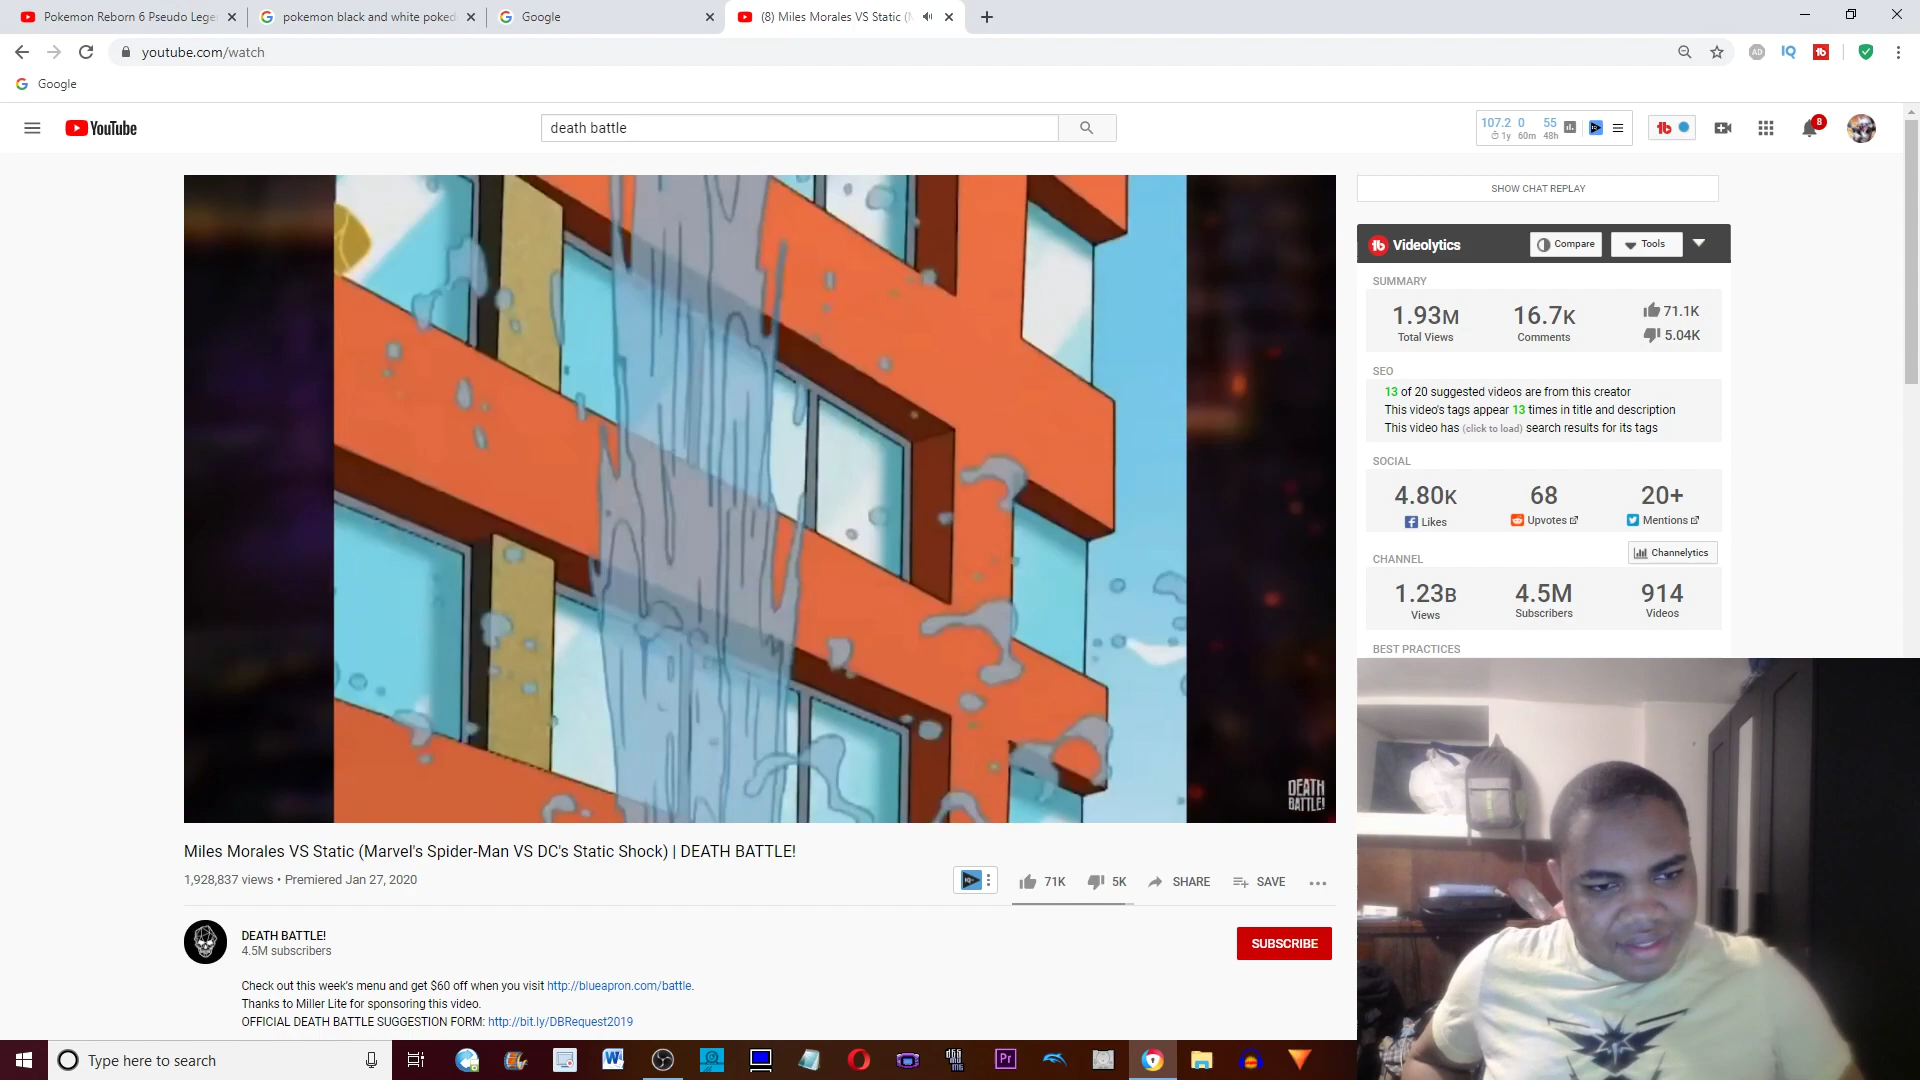 Pokemon Reborn 6 Pseudo Lege
pokemon black and white poked
Google
(8) Miles Morales VS Static (M
youtube.com/watch
Google
YouTube
death battle
107.2 0 55
1y 60m 48h
8
SHOW CHAT REPLAY
Videolytics
Compare
Tools
SUMMARY
1.93M
16.7K
71.1K
Total Views
Comments
5.04K
SEO
13 of 20 suggested videos are from this creator
This video's tags appear 13 times in title and description
This video has (click to load) search results for its tags
SOCIAL
4.80K
68
20+
Likes
Upvotes
Mentions
CHANNEL
Channelytics
1.23B
4.5M
914
Views
Subscribers
Videos
BEST PRACTICES
DEATH
BATTLE!
Miles Morales VS Static (Marvel's Spider-Man VS DC's Static Shock) | DEATH BATTLE!
1,928,837 views • Premiered Jan 27, 2020
71K
5K
SHARE
SAVE
DEATH BATTLE!
4.5M subscribers
SUBSCRIBE
Check out this week's menu and get $60 off when you visit http://blueapron.com/battle.
Thanks to Miller Lite for sponsoring this video.
OFFICIAL DEATH BATTLE SUGGESTION FORM: http://bit.ly/DBRequest2019
Type here to search